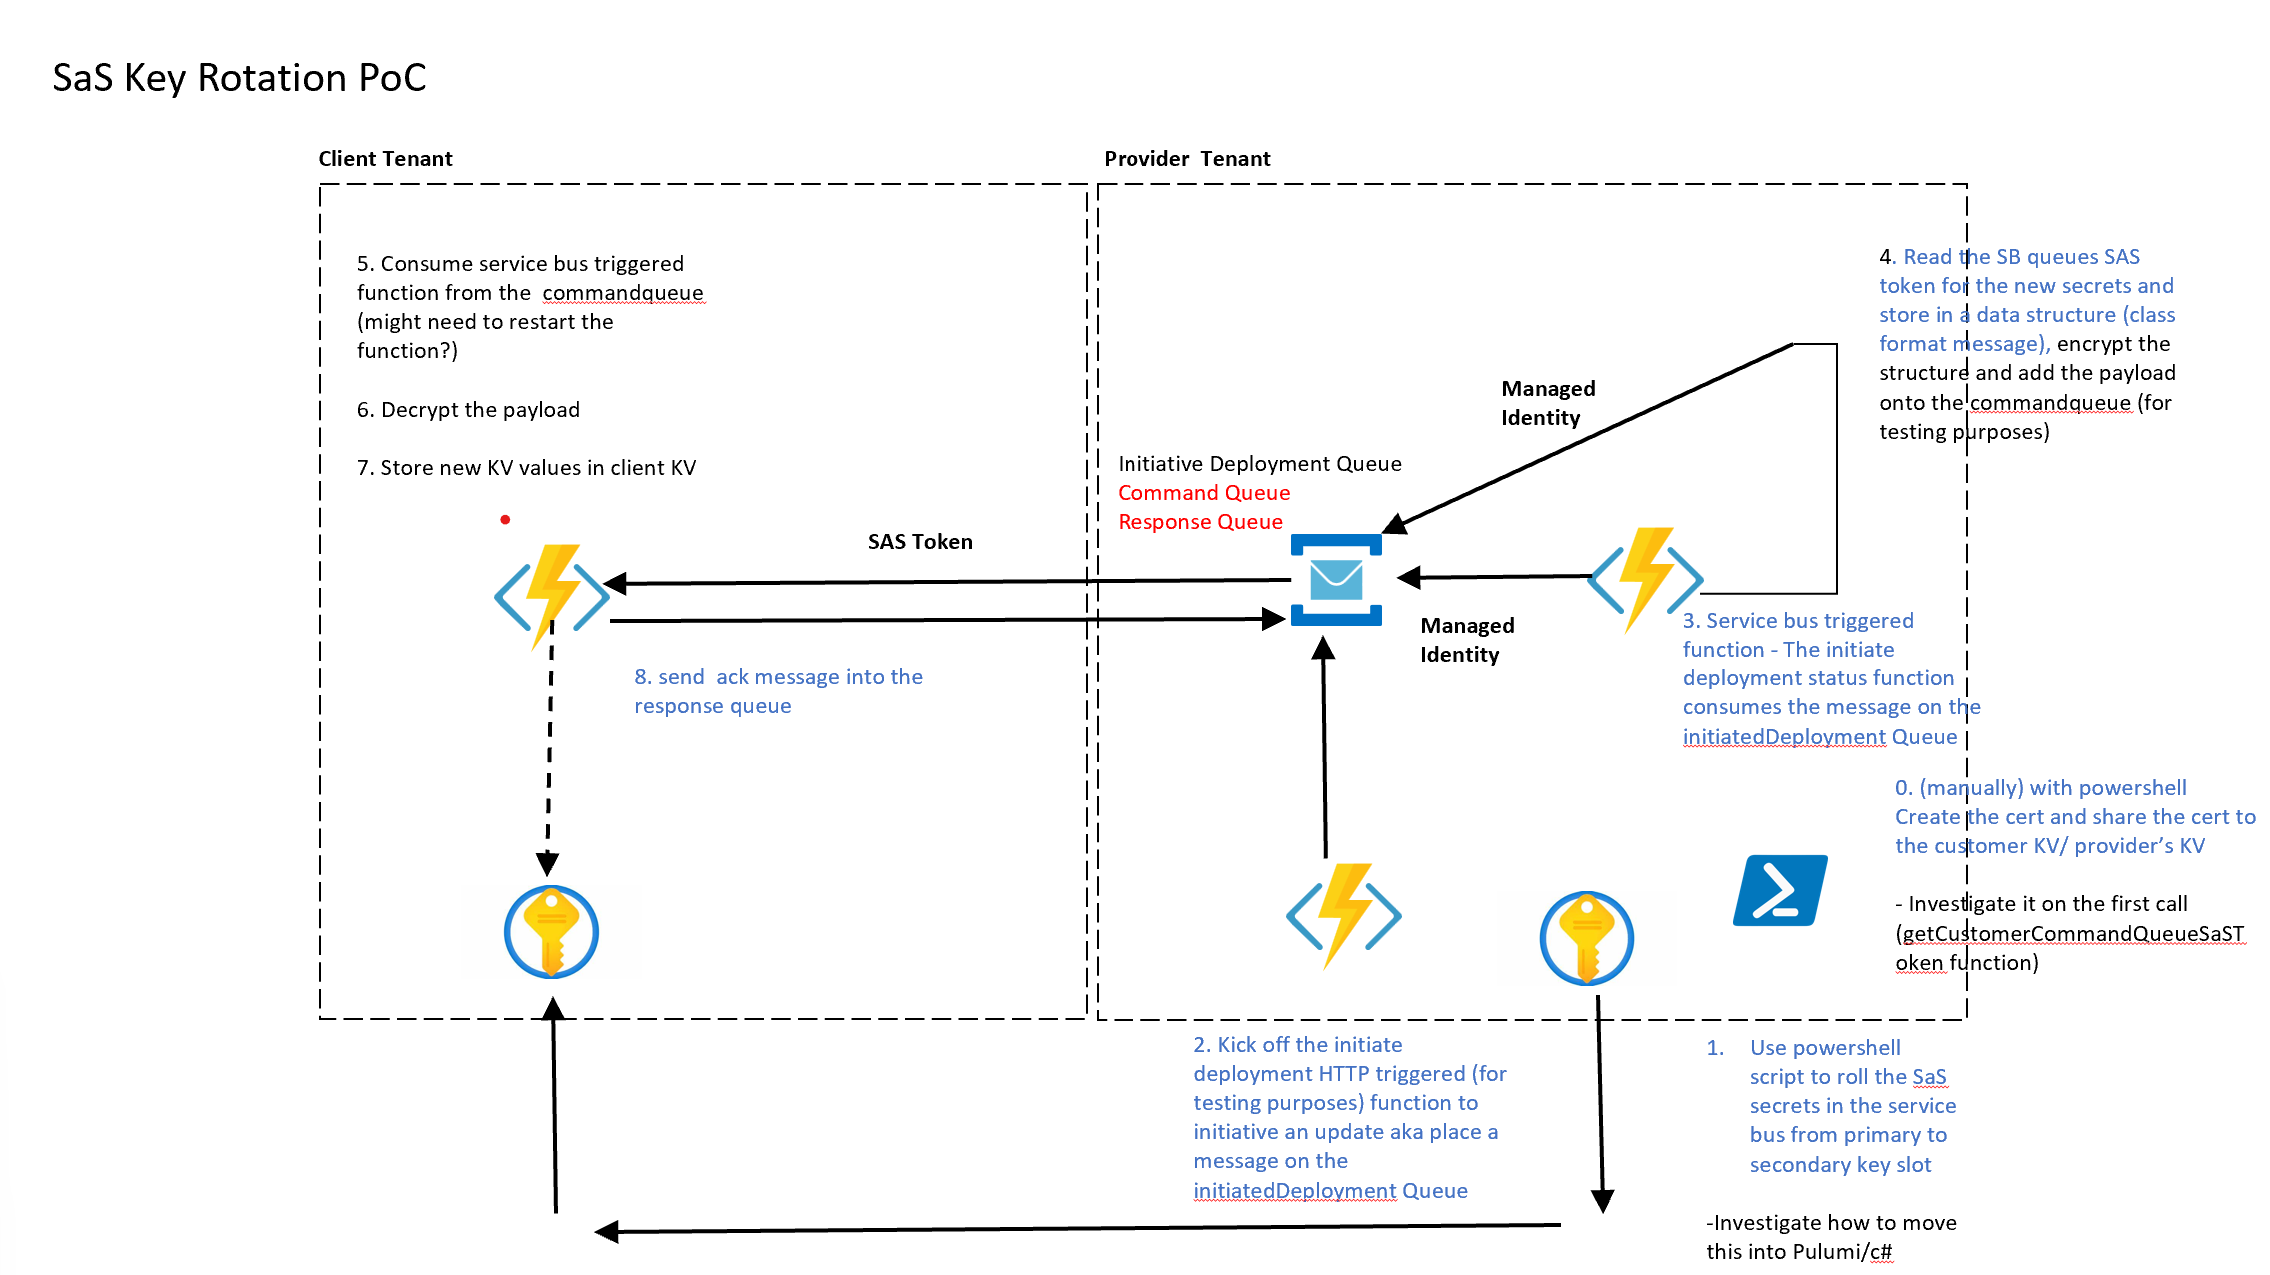 SaS Key Rotation PoC
Client Tenant
Provider Tenant
5. Consume service bus triggered
function from the commandqueue
(might need to restart the
function?)
6. Decrypt the payload
7. Store new KV values in client KV
SAS Token
8. send ack message into the
response queue
Initiative Deployment Queue
Command Queue
Response Queue
Managed
Identity
Managed
Identity
4. Read the SB queues SAS
token for the new secrets and
store in a data structure (class
format message), encrypt the
structure and add the payload
onto the commandqueue (for
testing purposes)
3. Service bus triggered
function - The initiate
deployment status function
consumes the message on the
initiatedDeployment Queue
0. (manually) with powershell
Create the cert and share the cert to
the customer KV/ provider’s KV
- Investigate it on the first call
(getCustomerCommandQueueSaST
oken function)
2. Kick off the initiate
deployment HTTP triggered (for
testing purposes) function to
initiative an update aka place a
message on the
initiatedDeployment Queue
1. Use powershell
script to roll the SaS
secrets in the service
bus from primary to
secondary key slot
-Investigate how to move
this into Pulumi/c#